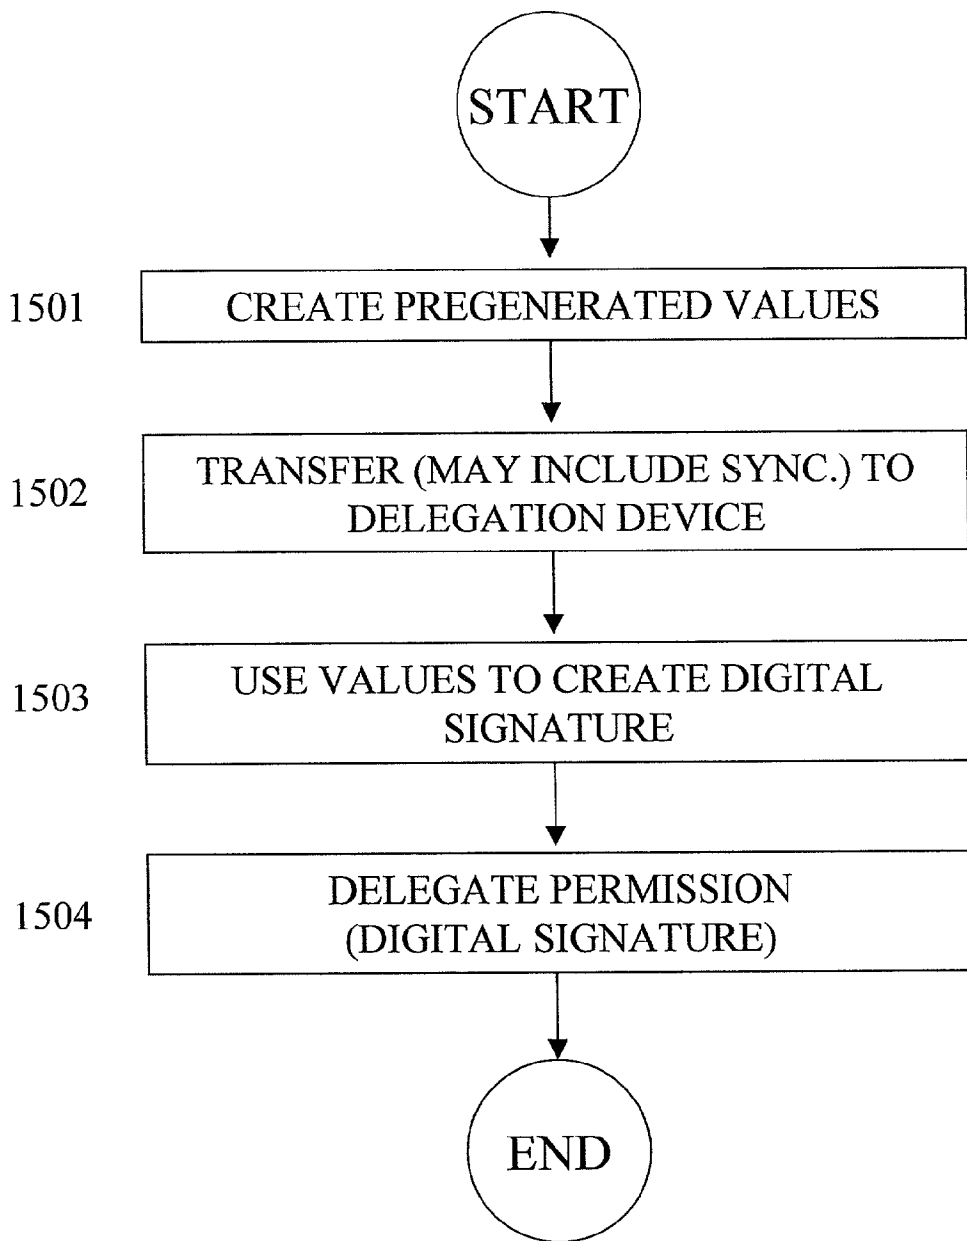 START
1501
CREATE PREGENERATED VALUES
1502
TRANSFER (MAY INCLUDE SYNC.) TO
DELEGATION DEVICE
1503
USE VALUES TO CREATE DIGITAL
SIGNATURE
1504
DELEGATE PERMISSION
(DIGITAL SIGNATURE)
END